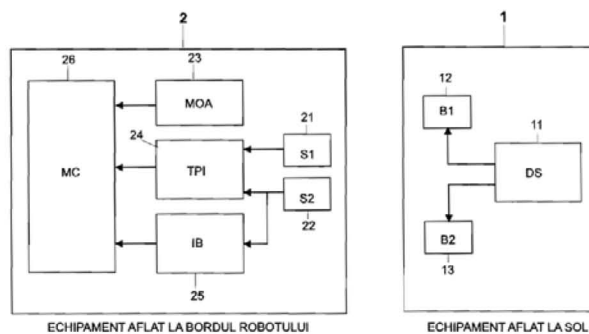 2
26
23
MOA
24
21
S1
TPI
MC
S2
22
IB
25
ECHIPAMENT AFLAT LA BORDUL ROBOTULUI
1
12
B1
11
DS
B2
13
ECHIPAMENT AFLAT LA SOL